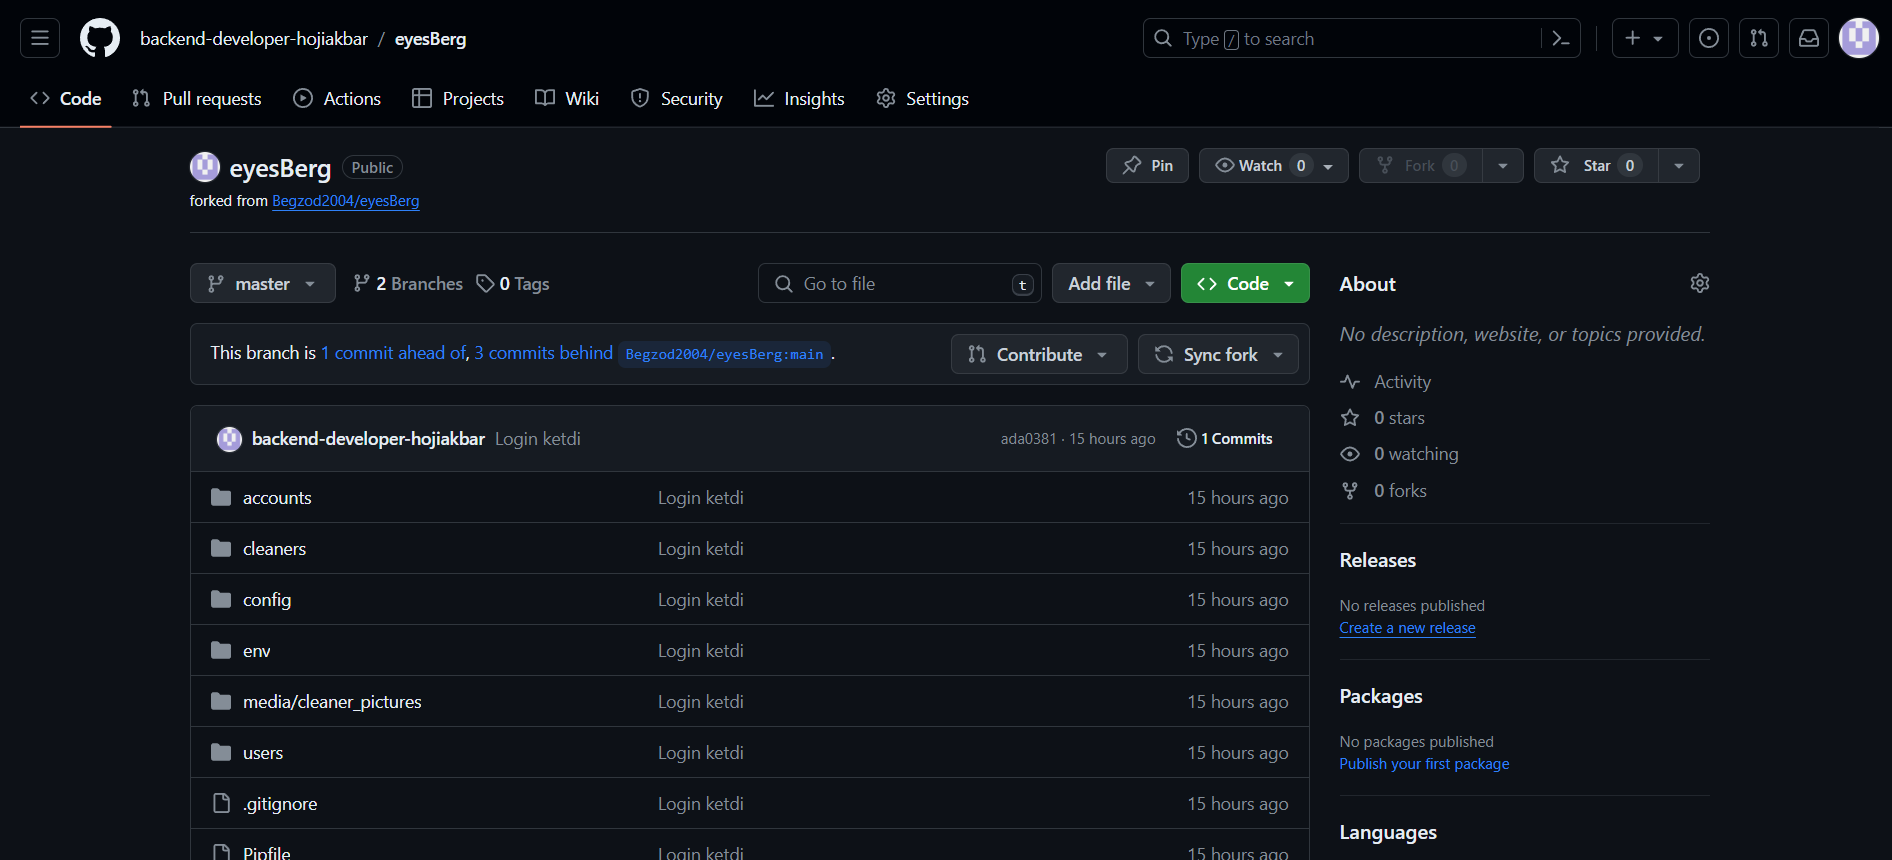 backend-developer-hojiakbar / eyesBerg
Type / to search
Code Pull requests Actions Projects Wiki Security Insights Settings
eyesBerg Public
Pin Watch 0 Fork 0 Star 0
forked from Begzod2004/eyesBerg
master 2 Branches 0 Tags Go to file t Add file Code
This branch is 1 commit ahead of, 3 commits behind Begzod2004/eyesBerg:main .
Contribute Sync fork
backend-developer-hojiakbar Login ketdi ada0381 · 15 hours ago 1 Commits
accounts Login ketdi 15 hours ago
cleaners Login ketdi 15 hours ago
config Login ketdi 15 hours ago
env Login ketdi 15 hours ago
media/cleaner_pictures Login ketdi 15 hours ago
users Login ketdi 15 hours ago
.gitignore Login ketdi 15 hours ago
Pipfile Login ketdi 15 hours ago
About
No description, website, or topics provided.
Activity
0 stars
0 watching
0 forks
Releases
No releases published
Create a new release
Packages
No packages published
Publish your first package
Languages